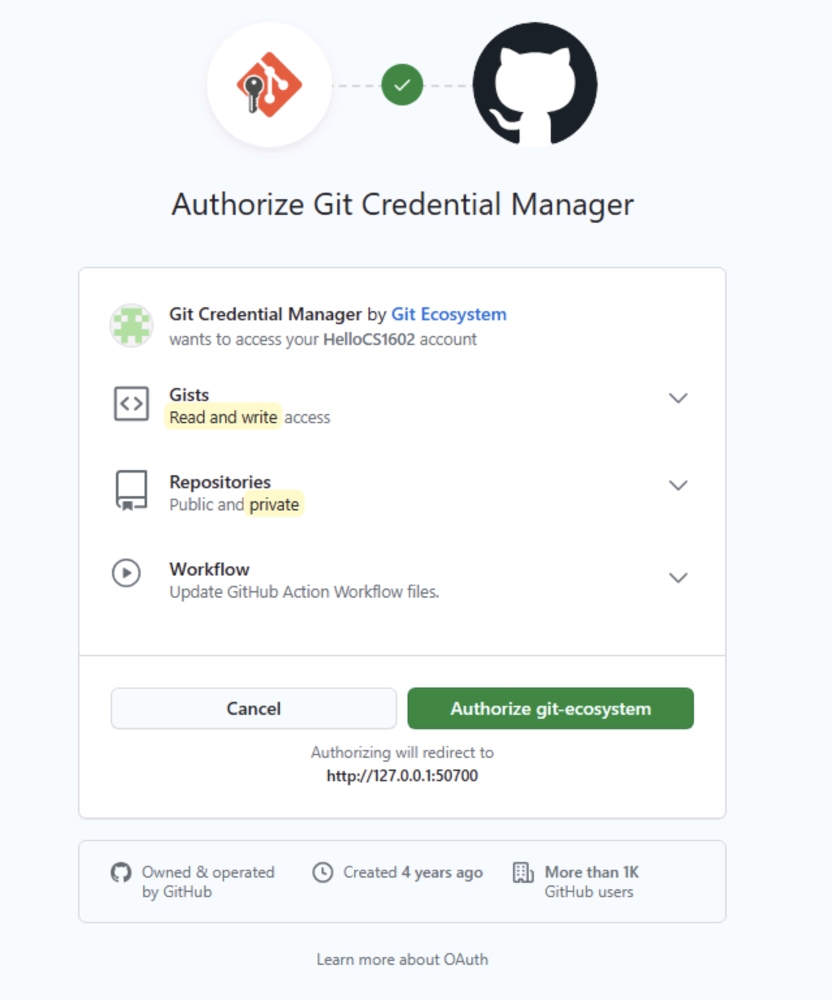 Authorize Git Credential Manager
Git Credential Manager by Git Ecosystem
wants to access your HelloCS1602 account
Gists
Read and write access
Repositories
Public and private
Workflow
Update GitHub Action Workflow files.
Cancel
Authorize git-ecosystem
Authorizing will redirect to
http://127.0.0.1:50700
Owned & operated
by GitHub
Created 4 years ago
More than 1K
GitHub users
Learn more about OAuth